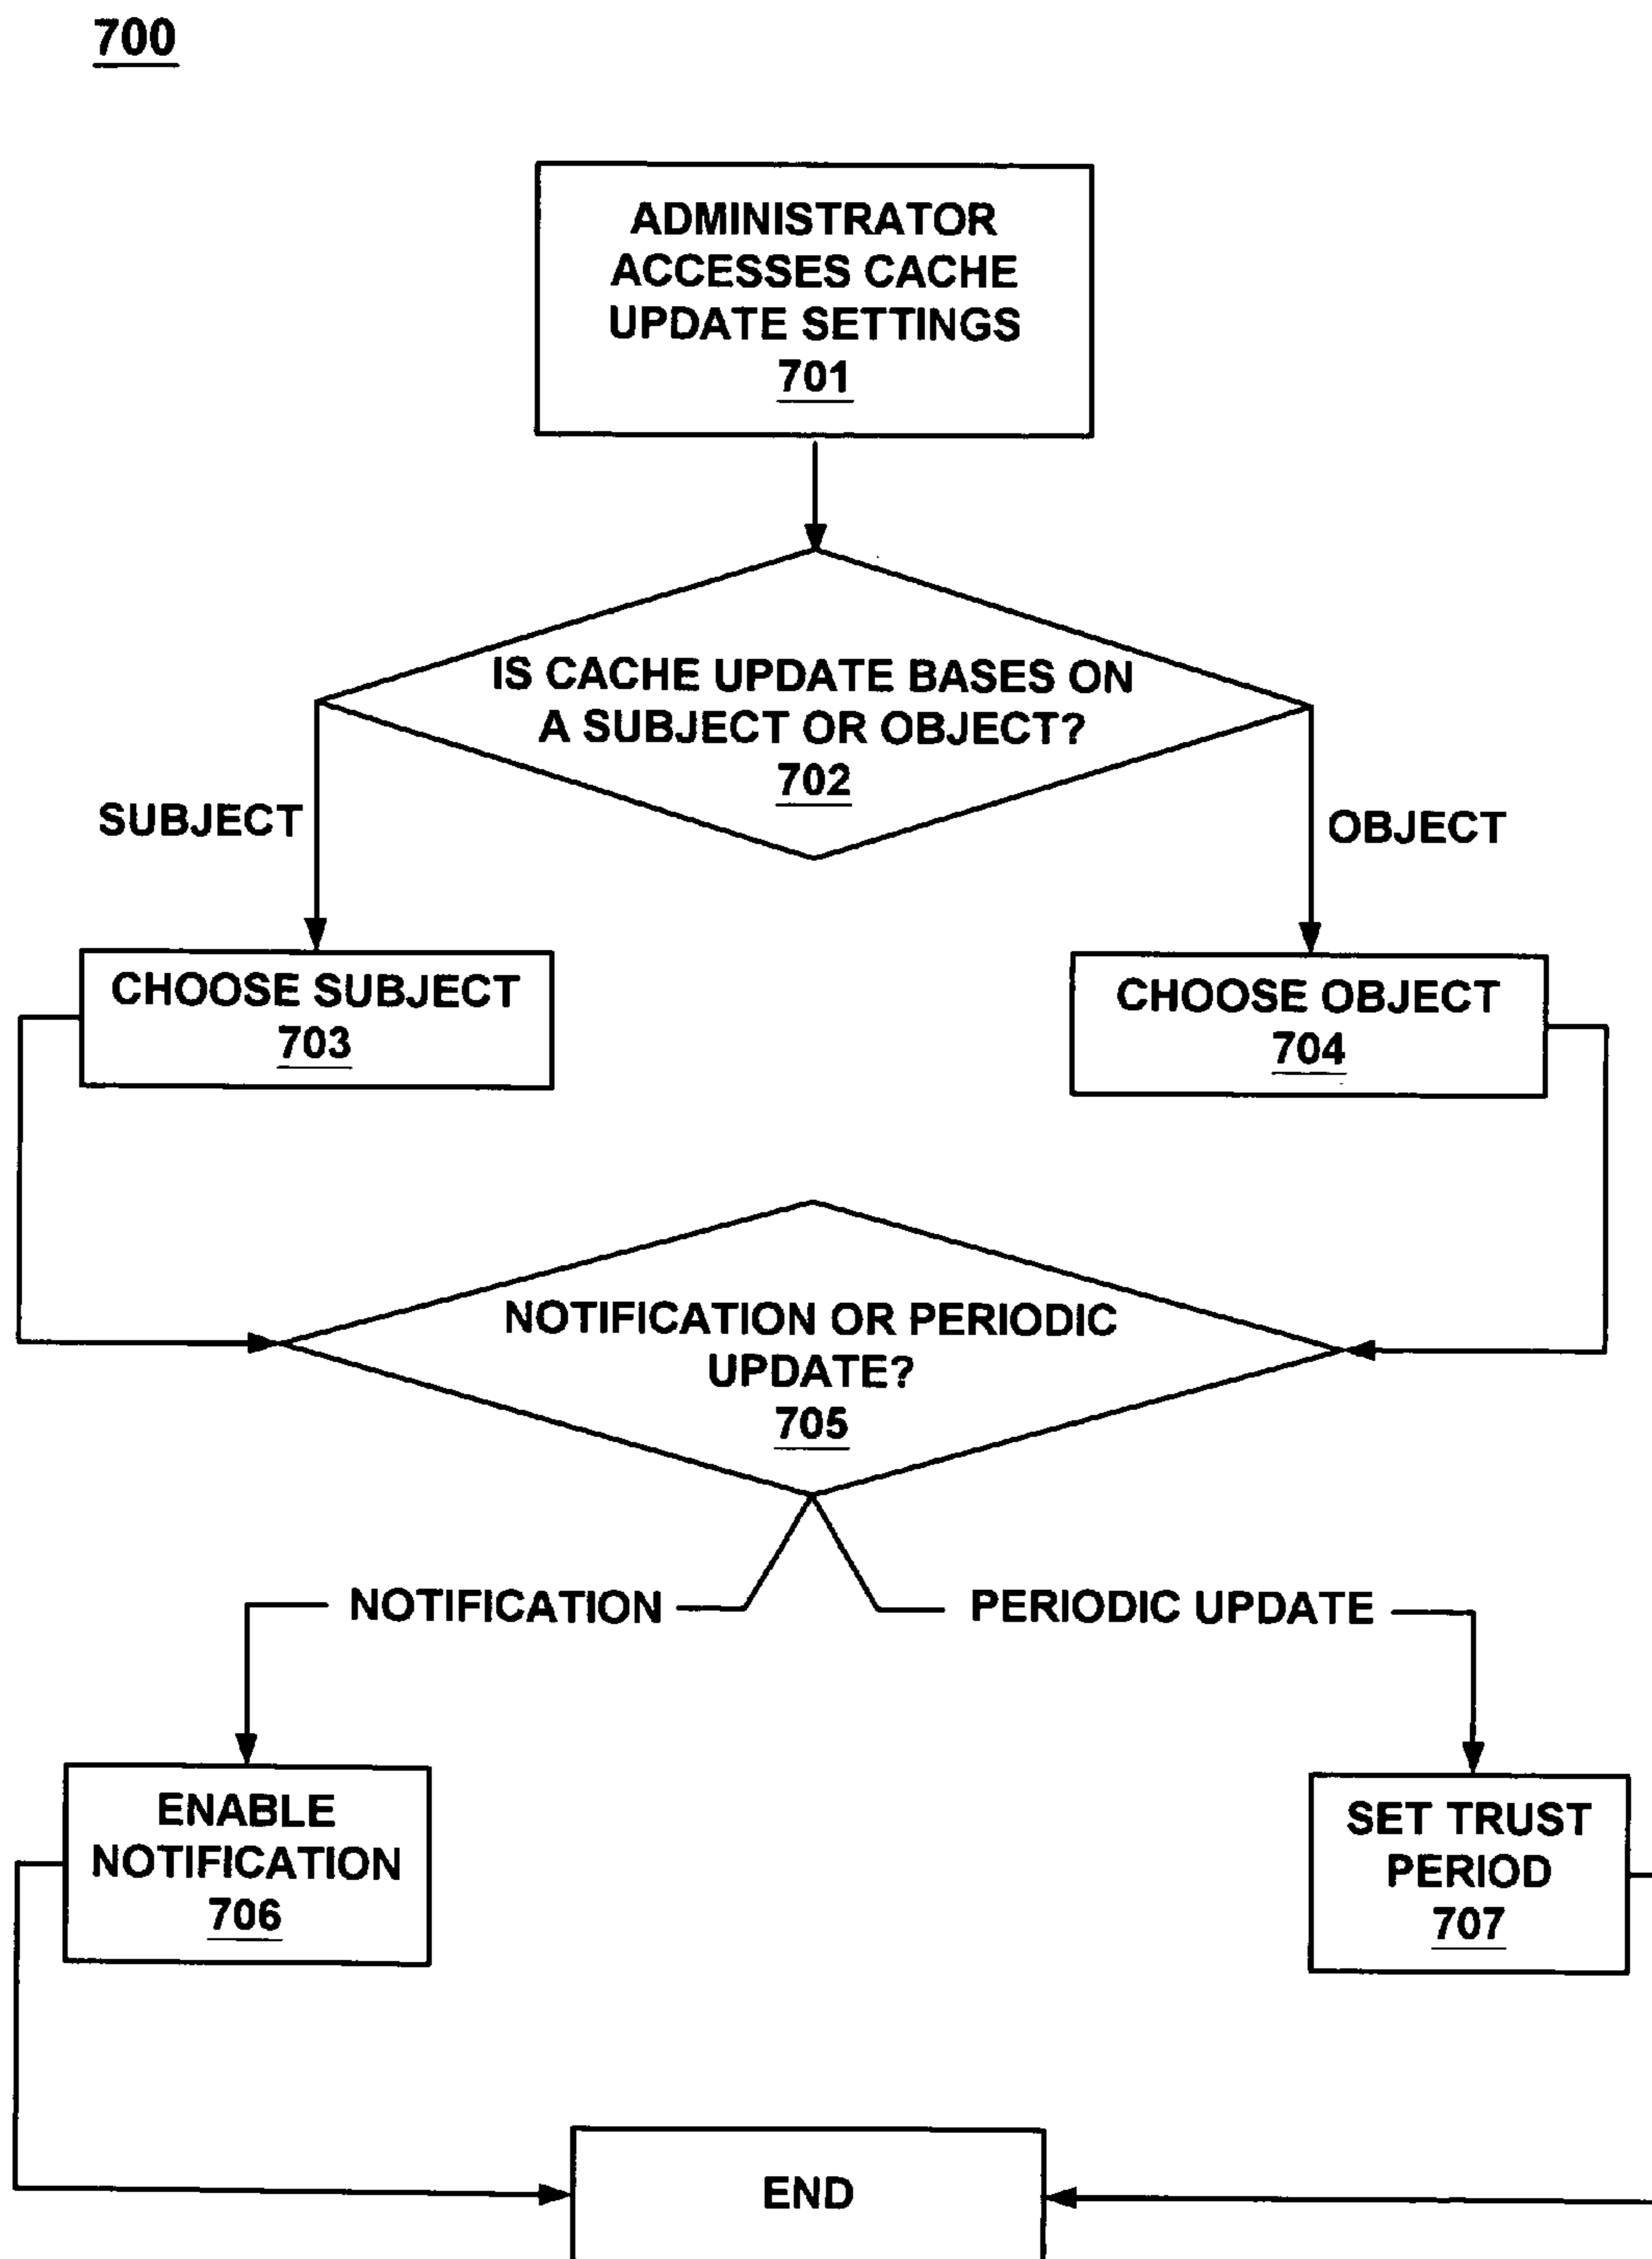 700
ADMINISTRATOR
ACCESSES CACHE
UPDATE SETTINGS
701
IS CACHE UPDATE BASES ON
A SUBJECT OR OBJECT?
702
SUBJECT
OBJECT
CHOOSE SUBJECT
703
CHOOSE OBJECT
704
NOTIFICATION OR PERIODIC
UPDATE?
705
NOTIFICATION
PERIODIC UPDATE
ENABLE
NOTIFICATION
706
SET TRUST
PERIOD
707
END